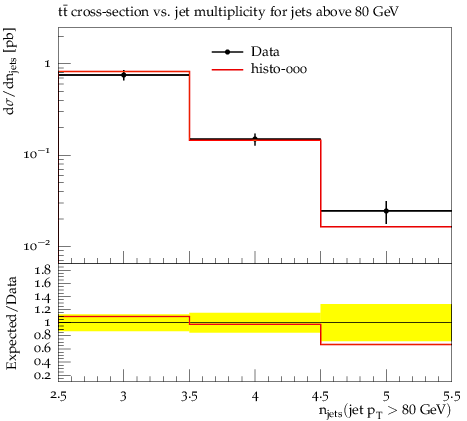 tt̄ cross-section vs. jet multiplicity for jets above 80 GeV
dσ/dn_jets [pb]
Data
histo-ooo
1
10⁻¹
10⁻²
Expected/Data
1.8
1.6
1.4
1.2
1
0.8
0.6
0.4
0.2
2.5 3 3.5 4 4.5 5 5.5
n_jets(jet p_T > 80 GeV)